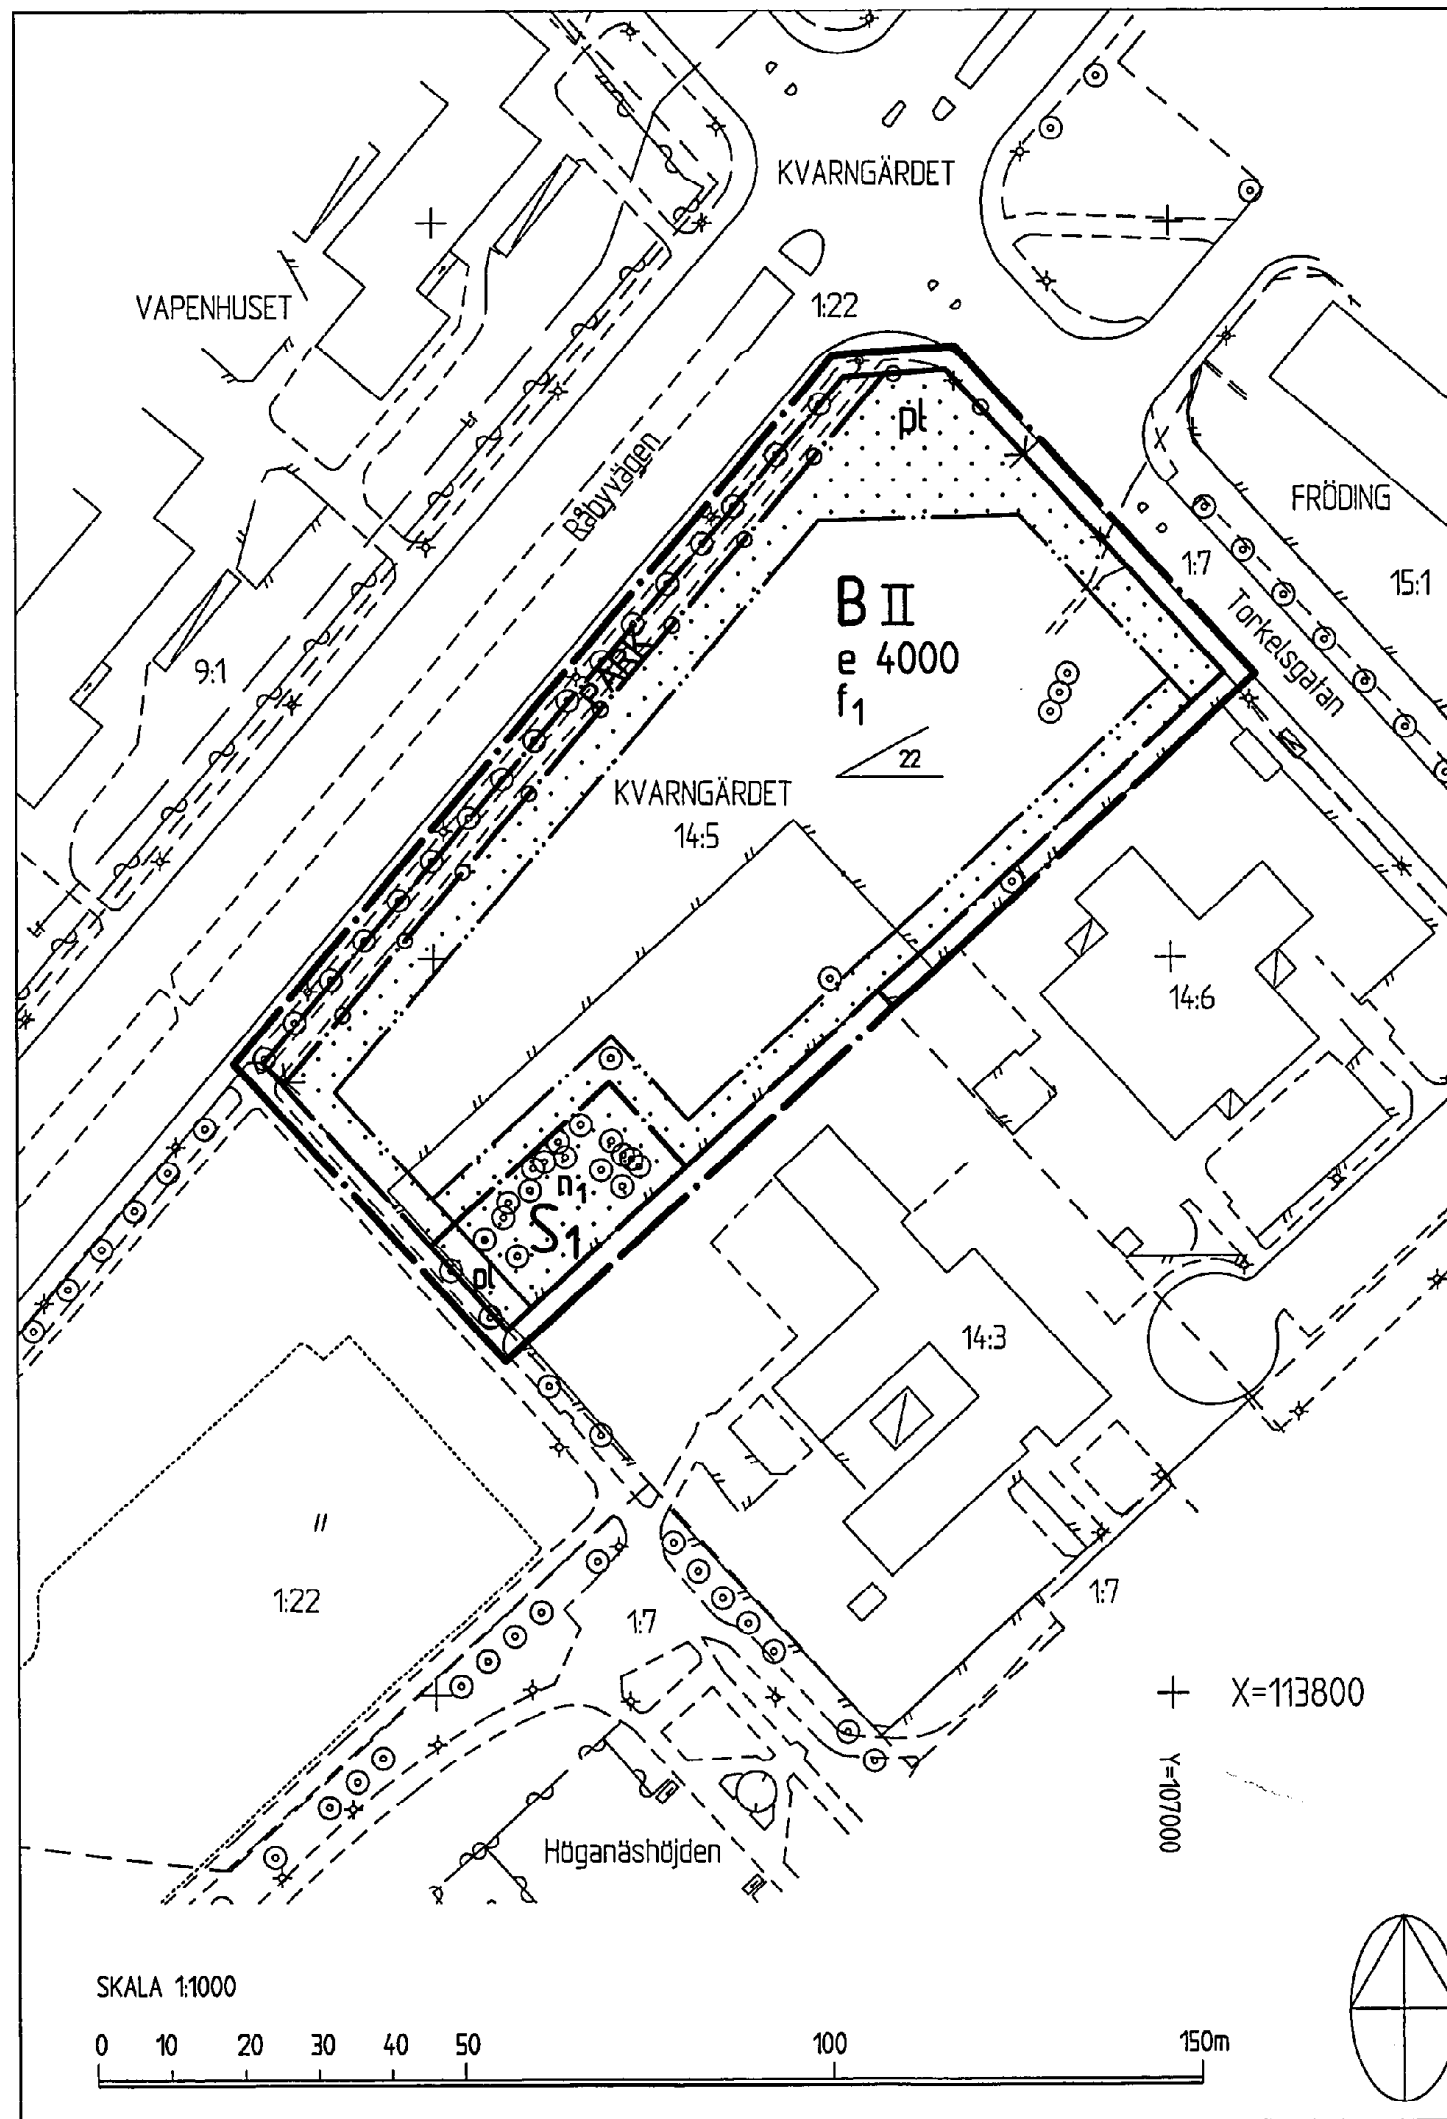 KVARNGÄRDET
VAPENHUSET
1:22
Råbyvägen
pl
FRÖDING
1:7
15:1
B II
e 4000
f1
22
Torkelsgatan
PARK
9:1
KVARNGÄRDET
14:5
14:6
n1
S1
pl
14:3
1:22
1:7
1:7
X=113800
Y=107000
Höganäshöjden
SKALA 1:1000
0 10 20 30 40 50 100 150m